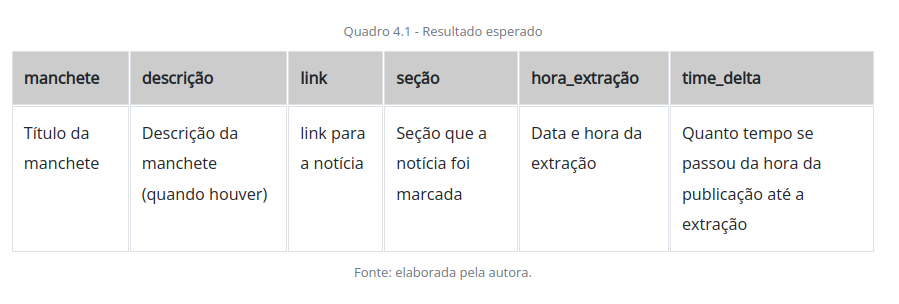 Quadro 4.1 - Resultado esperado
manchete descrição link seção hora_extração time_delta
Título da manchete
Descrição da manchete (quando houver)
link para a notícia
Seção que a notícia foi marcada
Data e hora da extração
Quanto tempo se passou da hora da publicação até a extração
Fonte: elaborada pela autora.